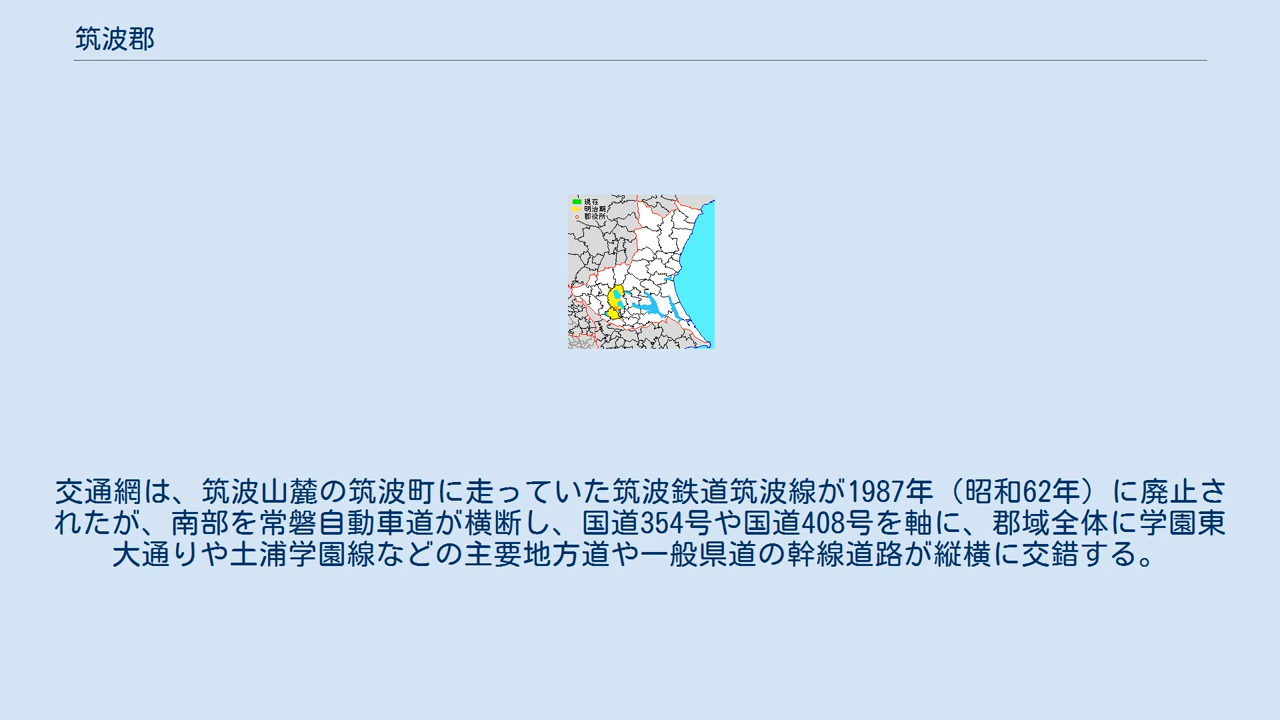 筑波郡
現在
明治期
郡役所
交通網は、筑波山麓の筑波町に走っていた筑波鉄道筑波線が1987年（昭和62年）に廃止さ
れたが、南部を常磐自動車道が横断し、国道354号や国道408号を軸に、郡域全体に学園東
大通りや土浦学園線などの主要地方道や一般県道の幹線道路が縦横に交錯する。